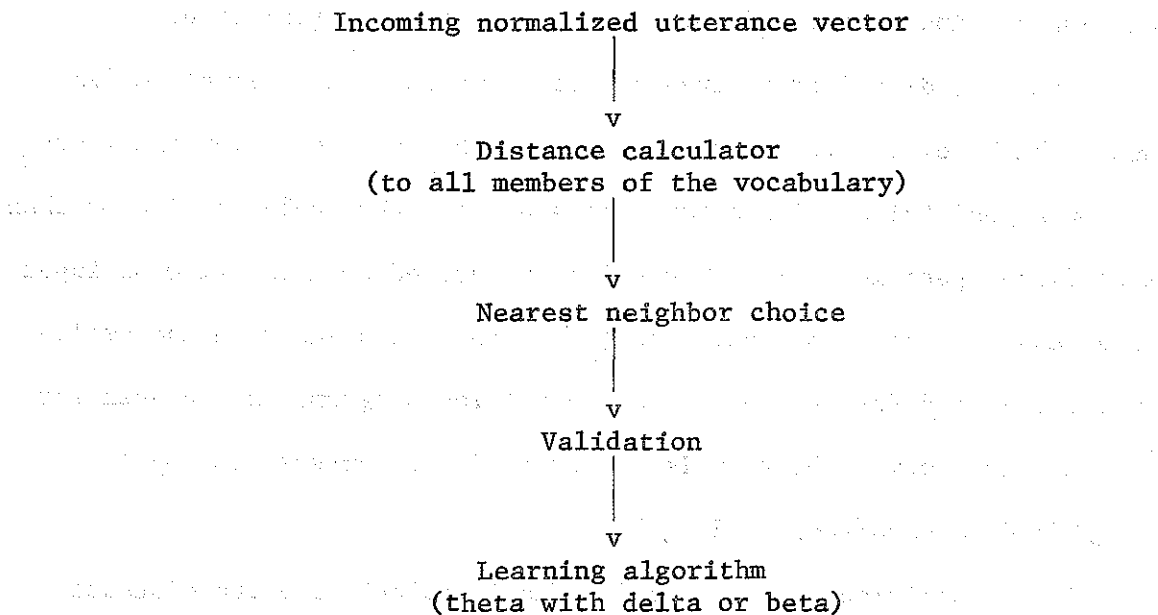 Incoming normalized utterance vector
v
Distance calculator
(to all members of the vocabulary)
v
Nearest neighbor choice
v
Validation
v
Learning algorithm
(theta with delta or beta)